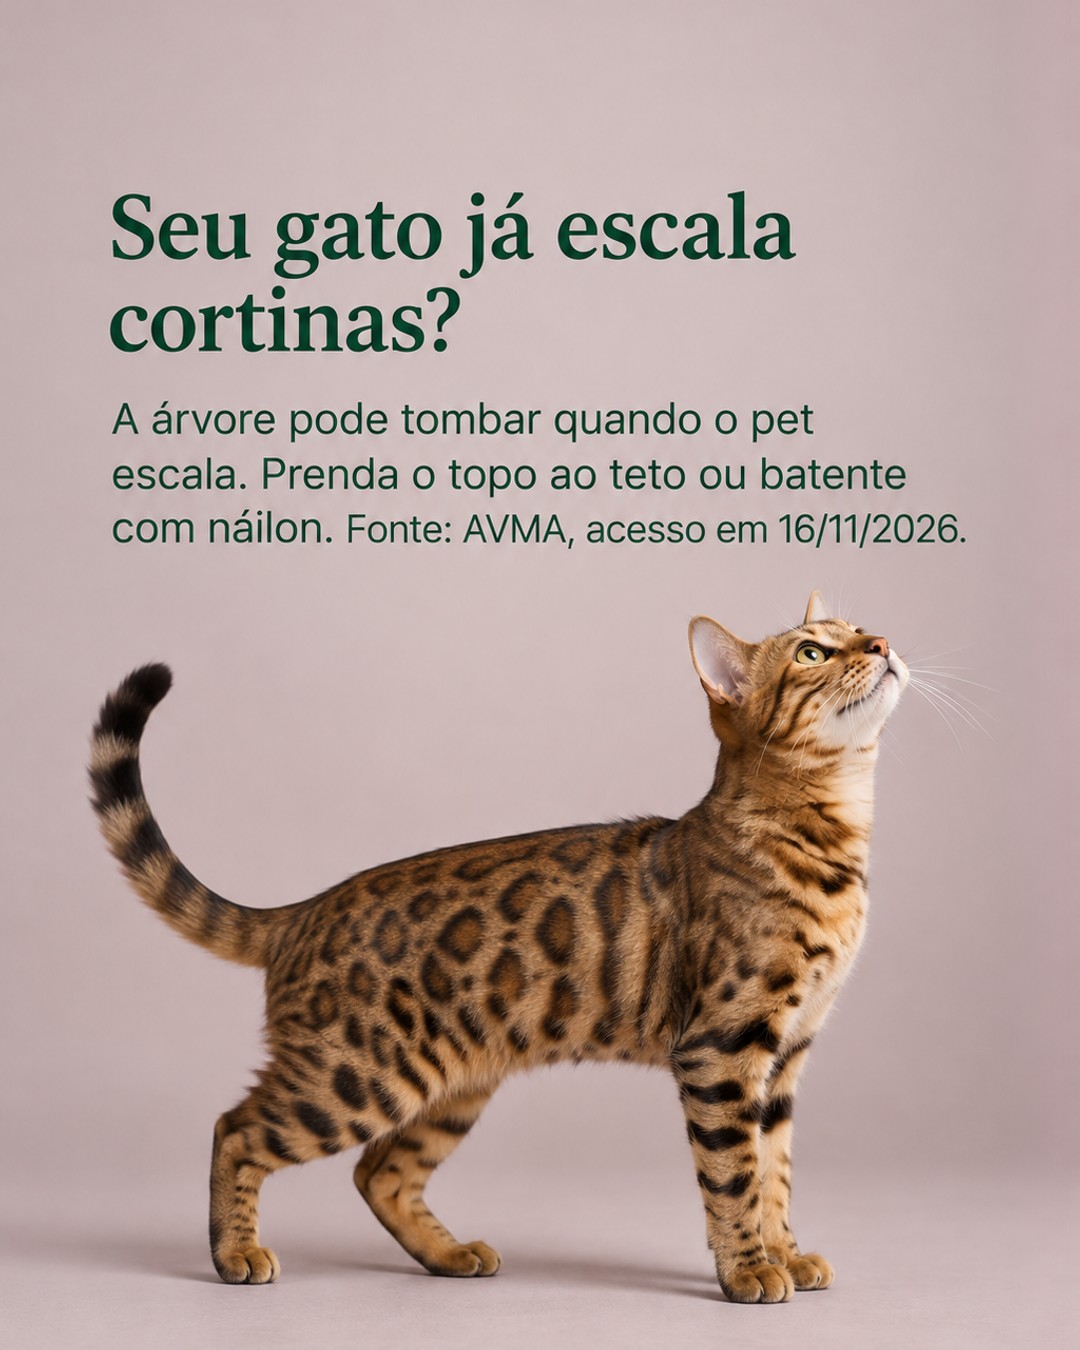 Seu gato já escala
cortinas?
A árvore pode tombar quando o pet
escala. Prenda o topo ao teto ou batente
com náilon. Fonte: AVMA, acesso em 16/11/2026.